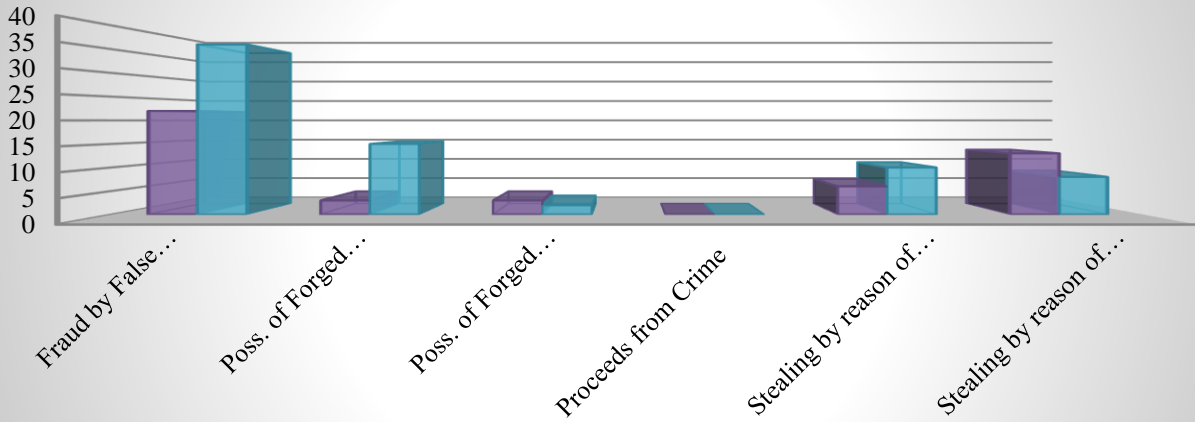 40
35
30
25
20
15
10
5
0
Fraud by False…
Poss. of Forged…
Poss. of Forged…
Proceeds from Crime
Stealing by reason of…
Stealing by reason of…